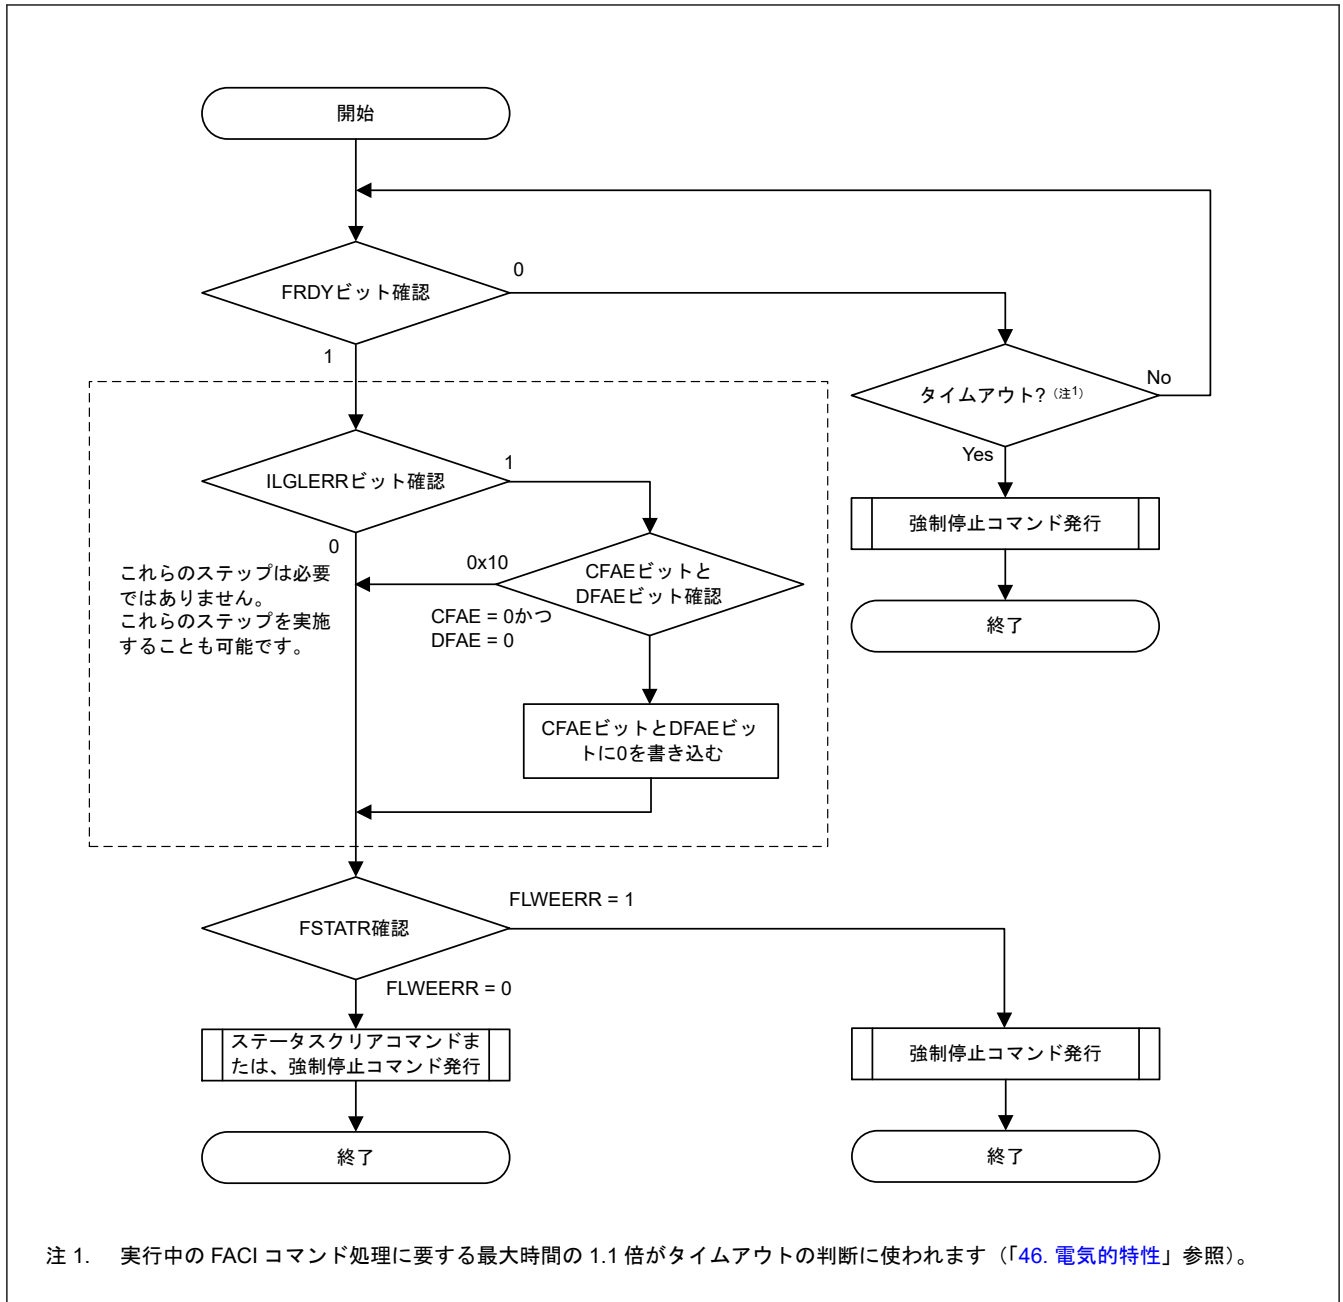 開始
FRDYビット確認
0
1
タイムアウト? (注1)
No
Yes
強制停止コマンド発行
終了
ILGLERRビット確認
1
0
これらのステップは必要
ではありません。
これらのステップを実施
することも可能です。
0x10
CFAEビットと
DFAEビット確認
CFAE = 0かつ
DFAE = 0
CFAEビットとDFAEビッ
トに0を書き込む
FSTATR確認
FLWEERR = 1
FLWEERR = 0
ステータスクリアコマンドま
たは、強制停止コマンド発行
強制停止コマンド発行
終了
終了
注 1. 実行中の FACI コマンド処理に要する最大時間の 1.1 倍がタイムアウトの判断に使われます（「46. 電気的特性」参照）。